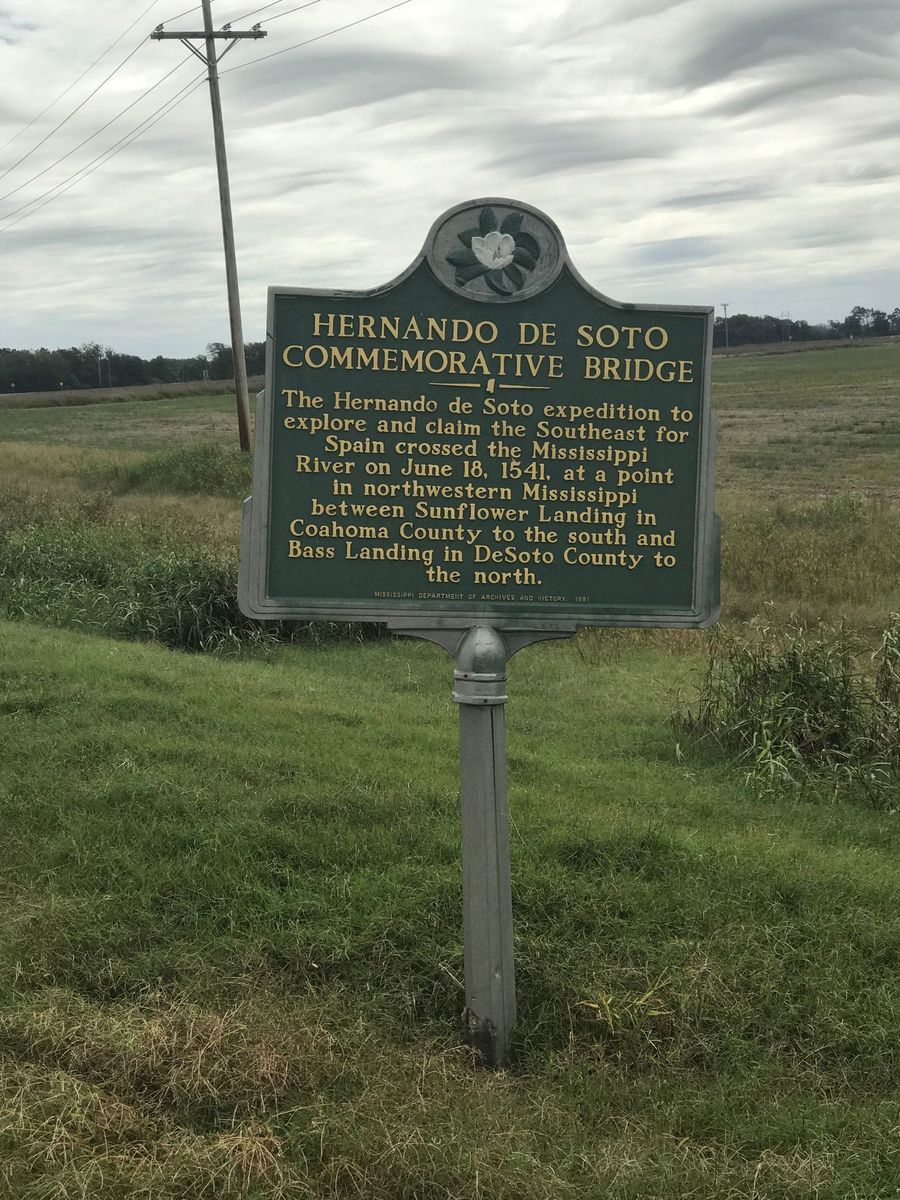 HERNANDO DE SOTO
COMMEMORATIVE BRIDGE
The Hernando de Soto expedition to
explore and claim the Southeast for
Spain crossed the Mississippi
River on June 18, 1541, at a point
in northwestern Mississippi
between Sunflower Landing in
Coahoma County to the south and
Bass Landing in DeSoto County to
the north.
MISSISSIPPI DEPARTMENT OF ARCHIVES AND HISTORY, 1991